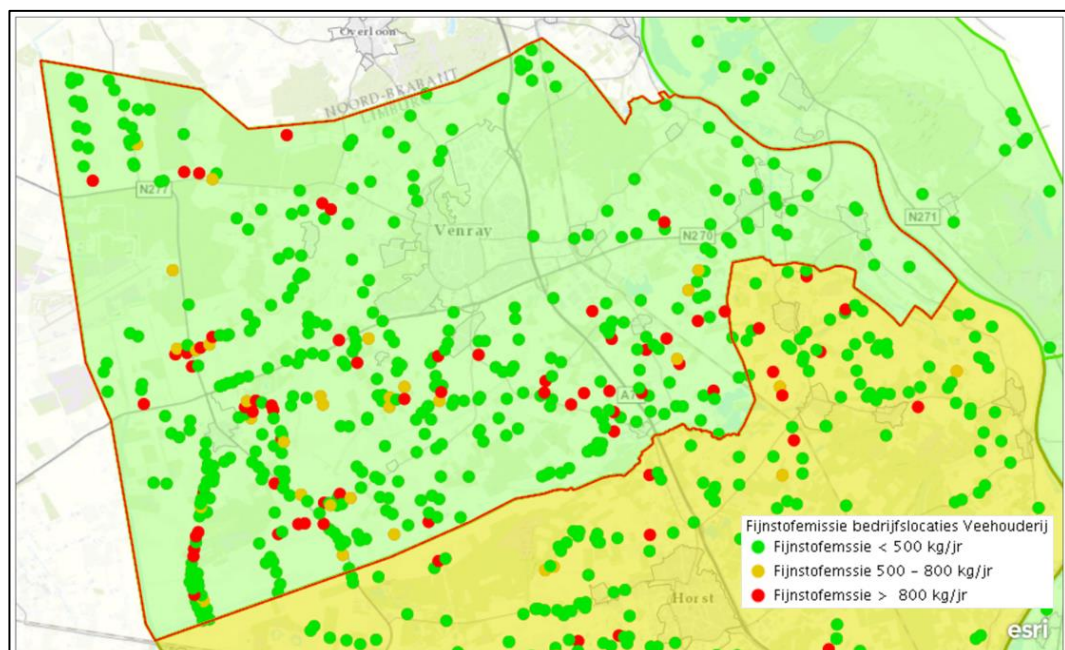 Overloon
NOORD-BRABANT
LIMBURG
N277
Venray
N270
N271
A73
Horst
Fijnstofemissie bedrijfslocaties Veehouderij
Fijnstofemssie < 500 kg/jr
Fijnstofemssie 500 – 800 kg/jr
Fijnstofemssie > 800 kg/jr
esri